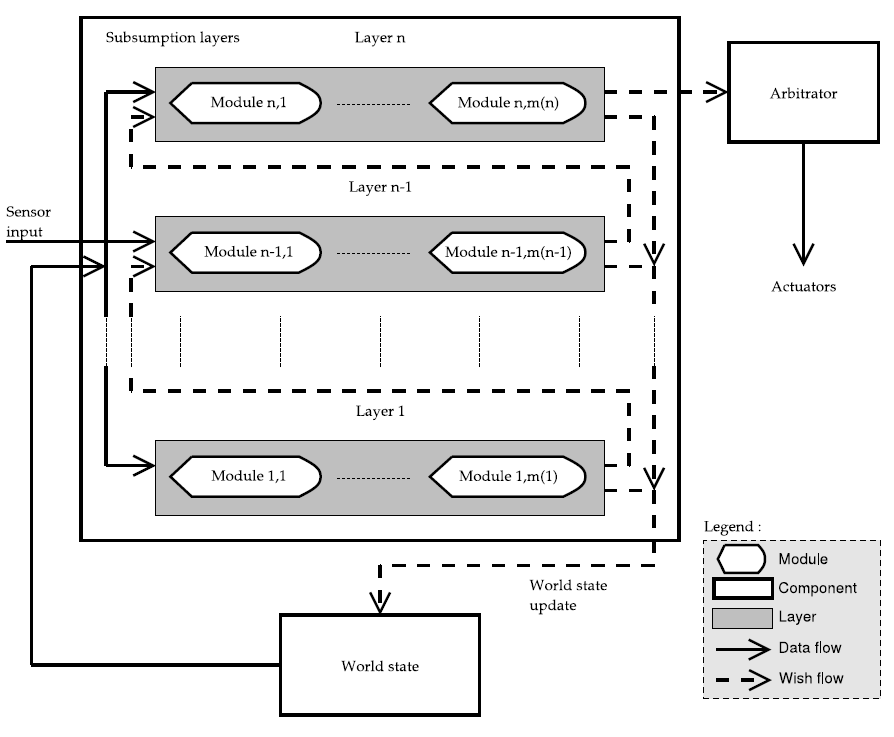 Subsumption layers
Layer n
Module n,1
Module n,m(n)
Arbitrator
Layer n-1
Sensor
input
Module n-1,1
Module n-1,m(n-1)
Actuators
Layer 1
Module 1,1
Module 1,m(1)
World state
update
World state
Legend :
Module
Component
Layer
Data flow
Wish flow